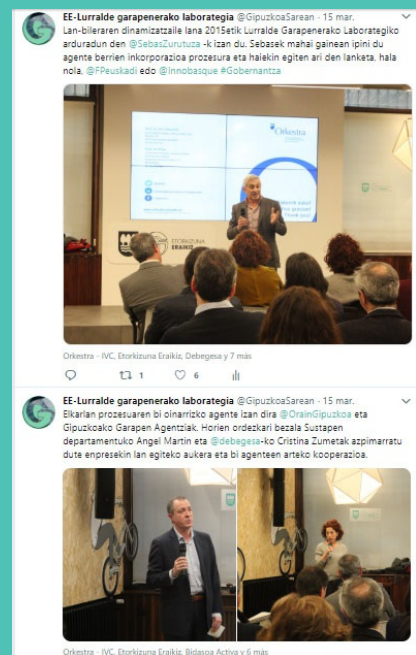 EE-Lurralde garapenerako laborategia @GipuzkoaSarean · 15 mar.
Lan-bileraren dinamizatzaile lana 2015etik Lurralde Garapenerako Laborategiko
arduradun den @SebasZurutuza -k izan du. Sebasek mahai gainean ipini du
agente berrien inkorporazioa prozesura eta haiekin egiten ari den lanketa, hala
nola, @FPeuskadi edo @Innobasque #Gobernantza
Orkestra
ETORKIZUNA
ERAIKIZ
Orkestra - IVC, Etorkizuna Eraikiz, Debegesa y 7 más
1 6
EE-Lurralde garapenerako laborategia @GipuzkoaSarean · 15 mar.
Elkarlan prozesuaren bi oinarrizko agente izan dira @OrainGipuzkoa eta
Gipuzkoako Garapen Agentziak. Horien ordezkari bezala Sustapen
departamentuko Angel Martin eta @debegesa-ko Cristina Zumetak azpimarratu
dute enpresekin lan egiteko aukera eta bi agenteen arteko kooperazioa.
Orkestra - IVC, Etorkizuna Eraikiz, Bidasoa Activa y 6 más